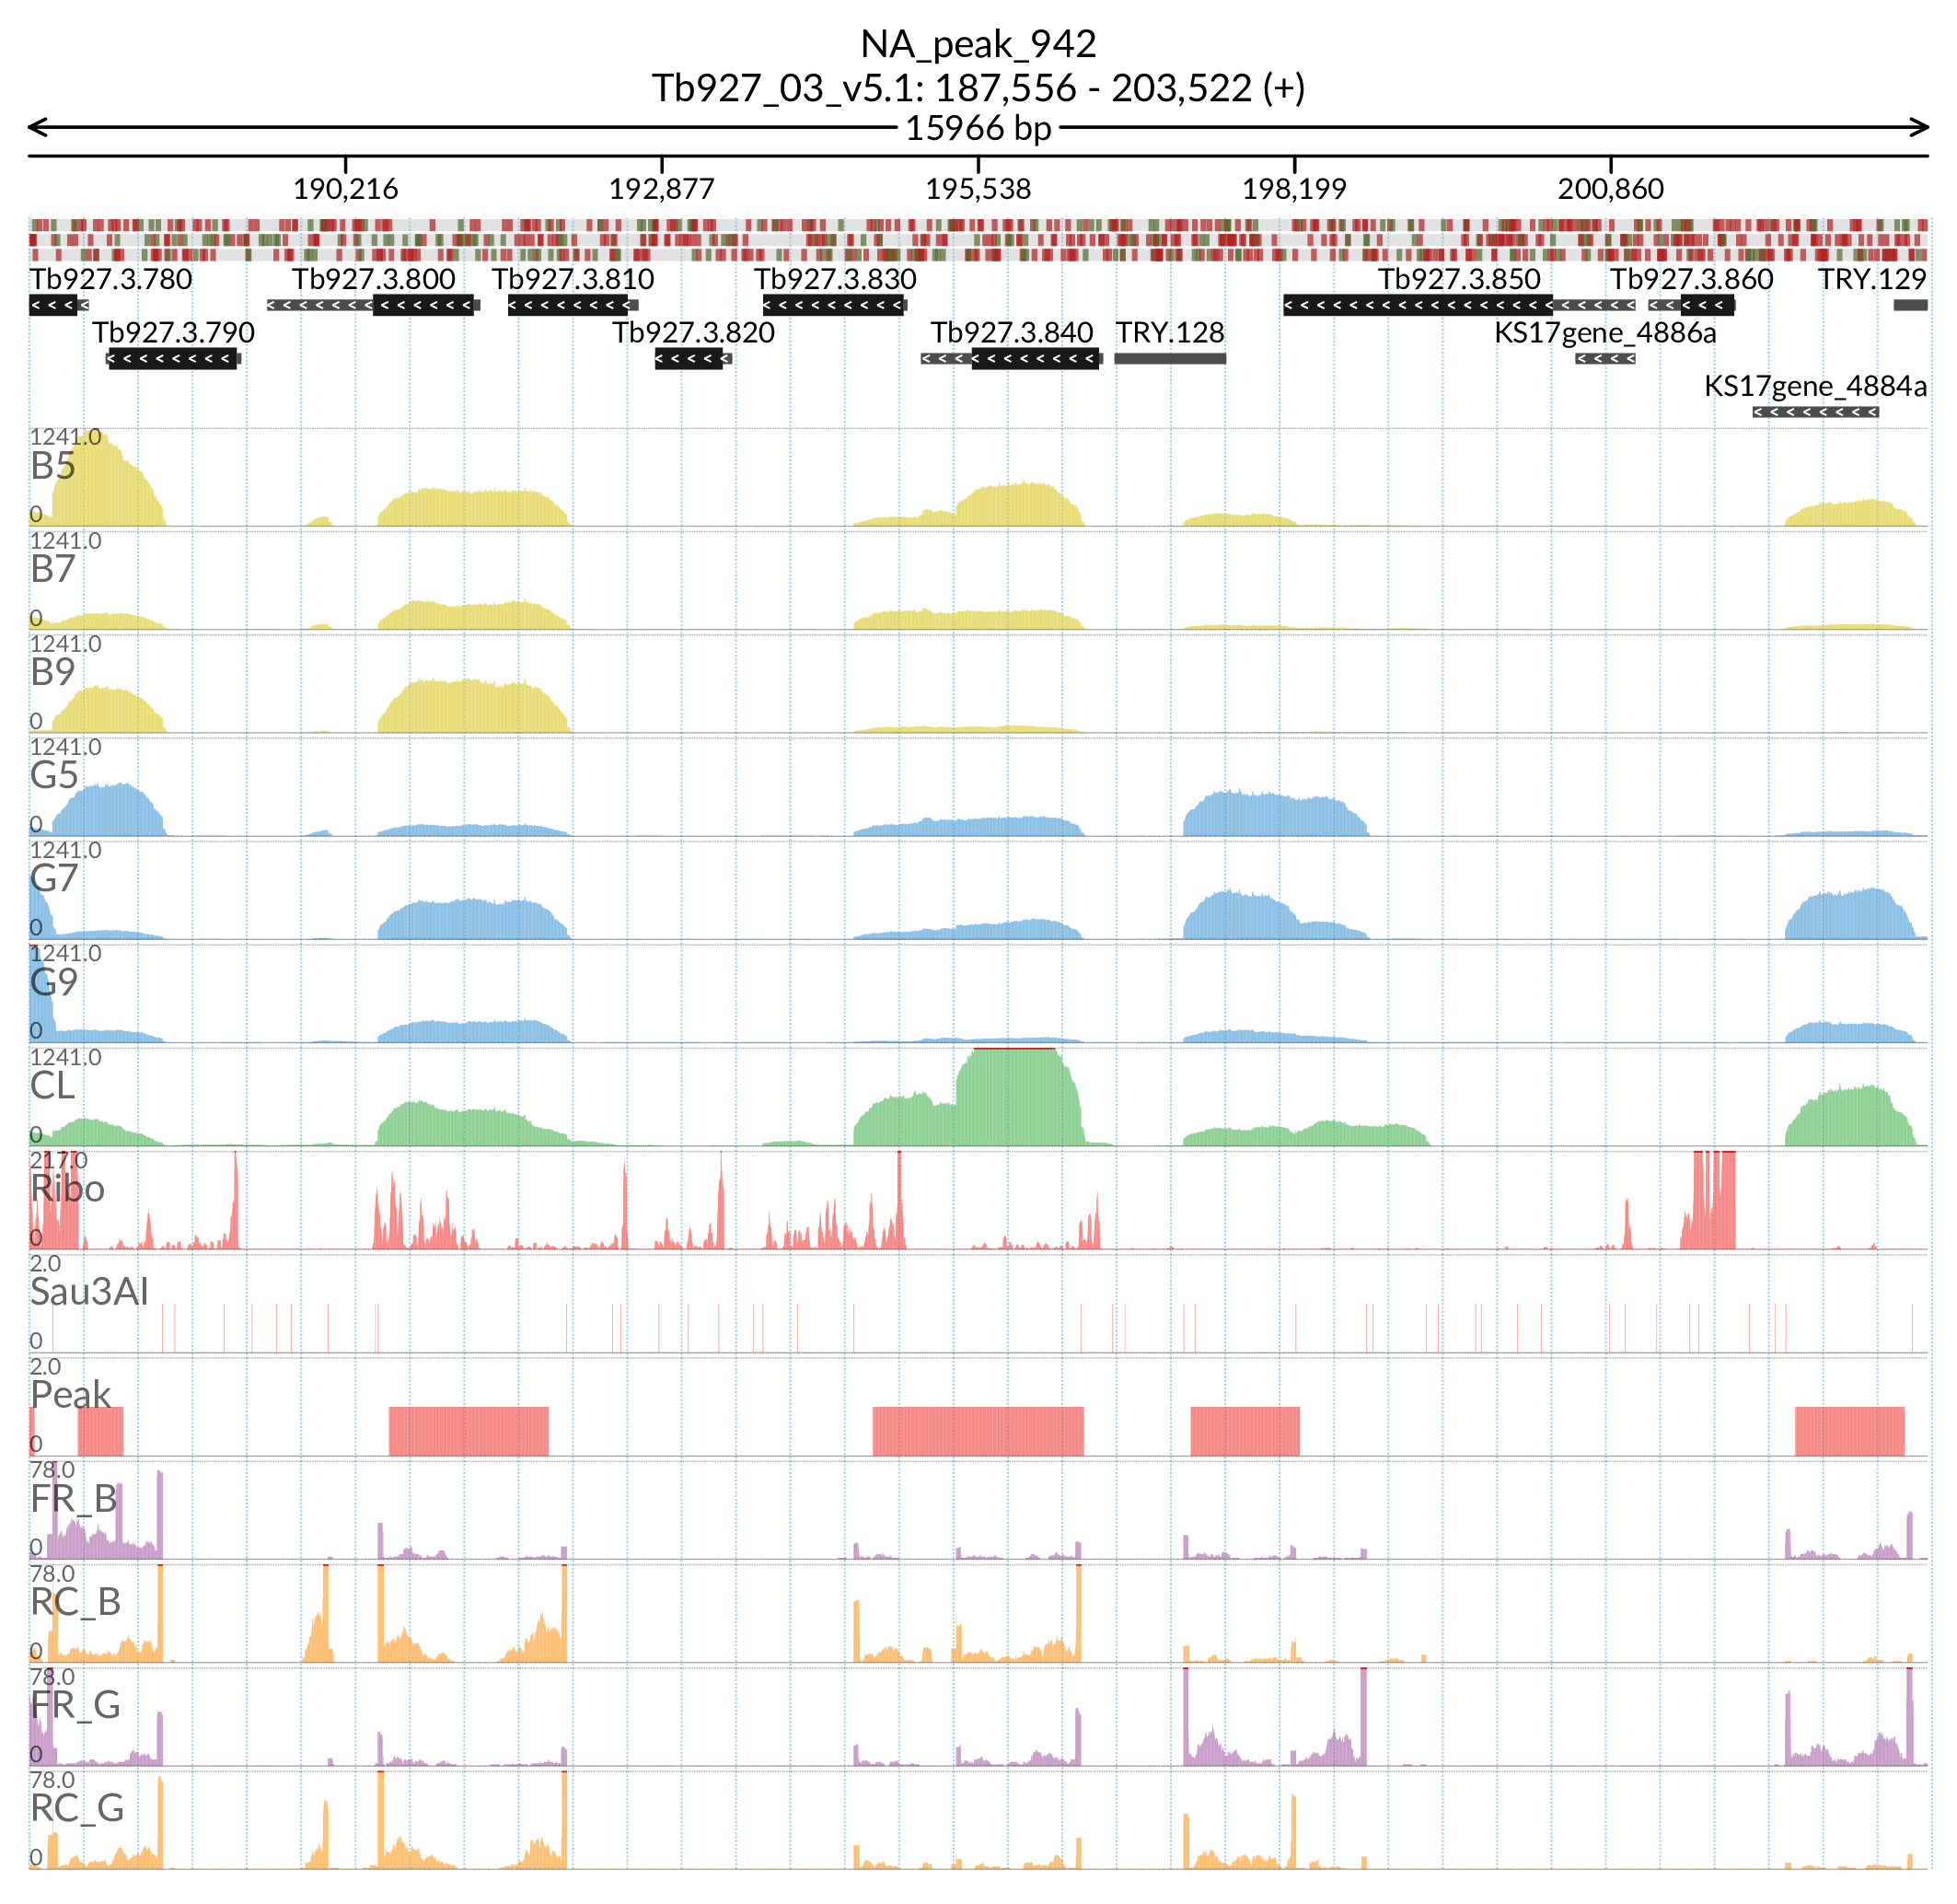 NA_peak_942
Tb927_03_v5.1: 187,556 - 203,522 (+)
15966 bp
190,216 192,877 195,538 198,199 200,860
Tb927.3.780 Tb927.3.800 Tb927.3.810 Tb927.3.830 Tb927.3.850 Tb927.3.860 TRY.129
Tb927.3.790 Tb927.3.820 Tb927.3.840 TRY.128 KS17gene_4886a
KS17gene_4884a
1241.0
B5
0
1241.0
B7
0
1241.0
B9
0
1241.0
G5
0
1241.0
G7
0
1241.0
G9
0
1241.0
CL
0
217.0
Ribo
0
2.0
Sau3AI
0
2.0
Peak
0
78.0
FR_B
0
78.0
RC_B
0
78.0
FR_G
0
78.0
RC_G
0